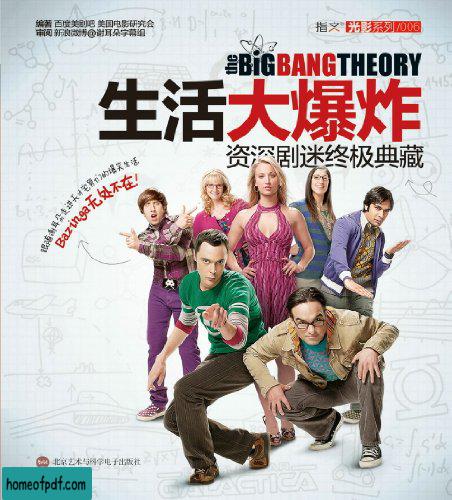 编著 百度美剧吧 美国电影研究会
审阅 新浪微博@谢耳朵字幕组
指文® 光影系列/006
the BiG BANG THEORY
生活大爆炸
资深剧迷终极典藏
Bazinga无处不在!
北京艺术与科学电子出版社
GALACTICA
homeofpdf.com